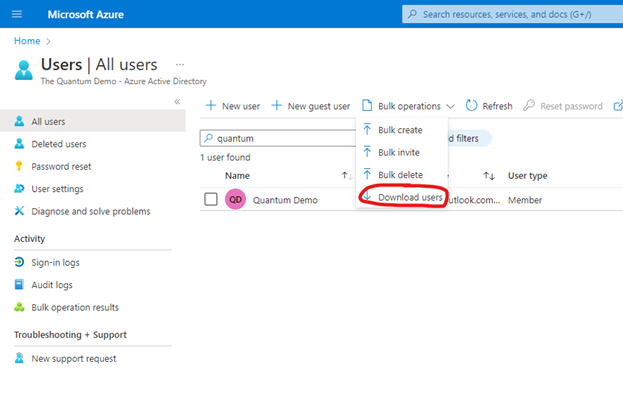 Microsoft Azure
Search resources, services, and docs (G+/)
Home
Users | All users
The Quantum Demo - Azure Active Directory
All users
Deleted users
Password reset
User settings
Diagnose and solve problems
Activity
Sign-in logs
Audit logs
Bulk operation results
Troubleshooting + Support
New support request
New user
New guest user
Bulk operations
Refresh
Reset password
quantum
d filters
Bulk create
Bulk invite
Bulk delete
Download users
1 user found
Name
User type
QD Quantum Demo utlook.com... Member